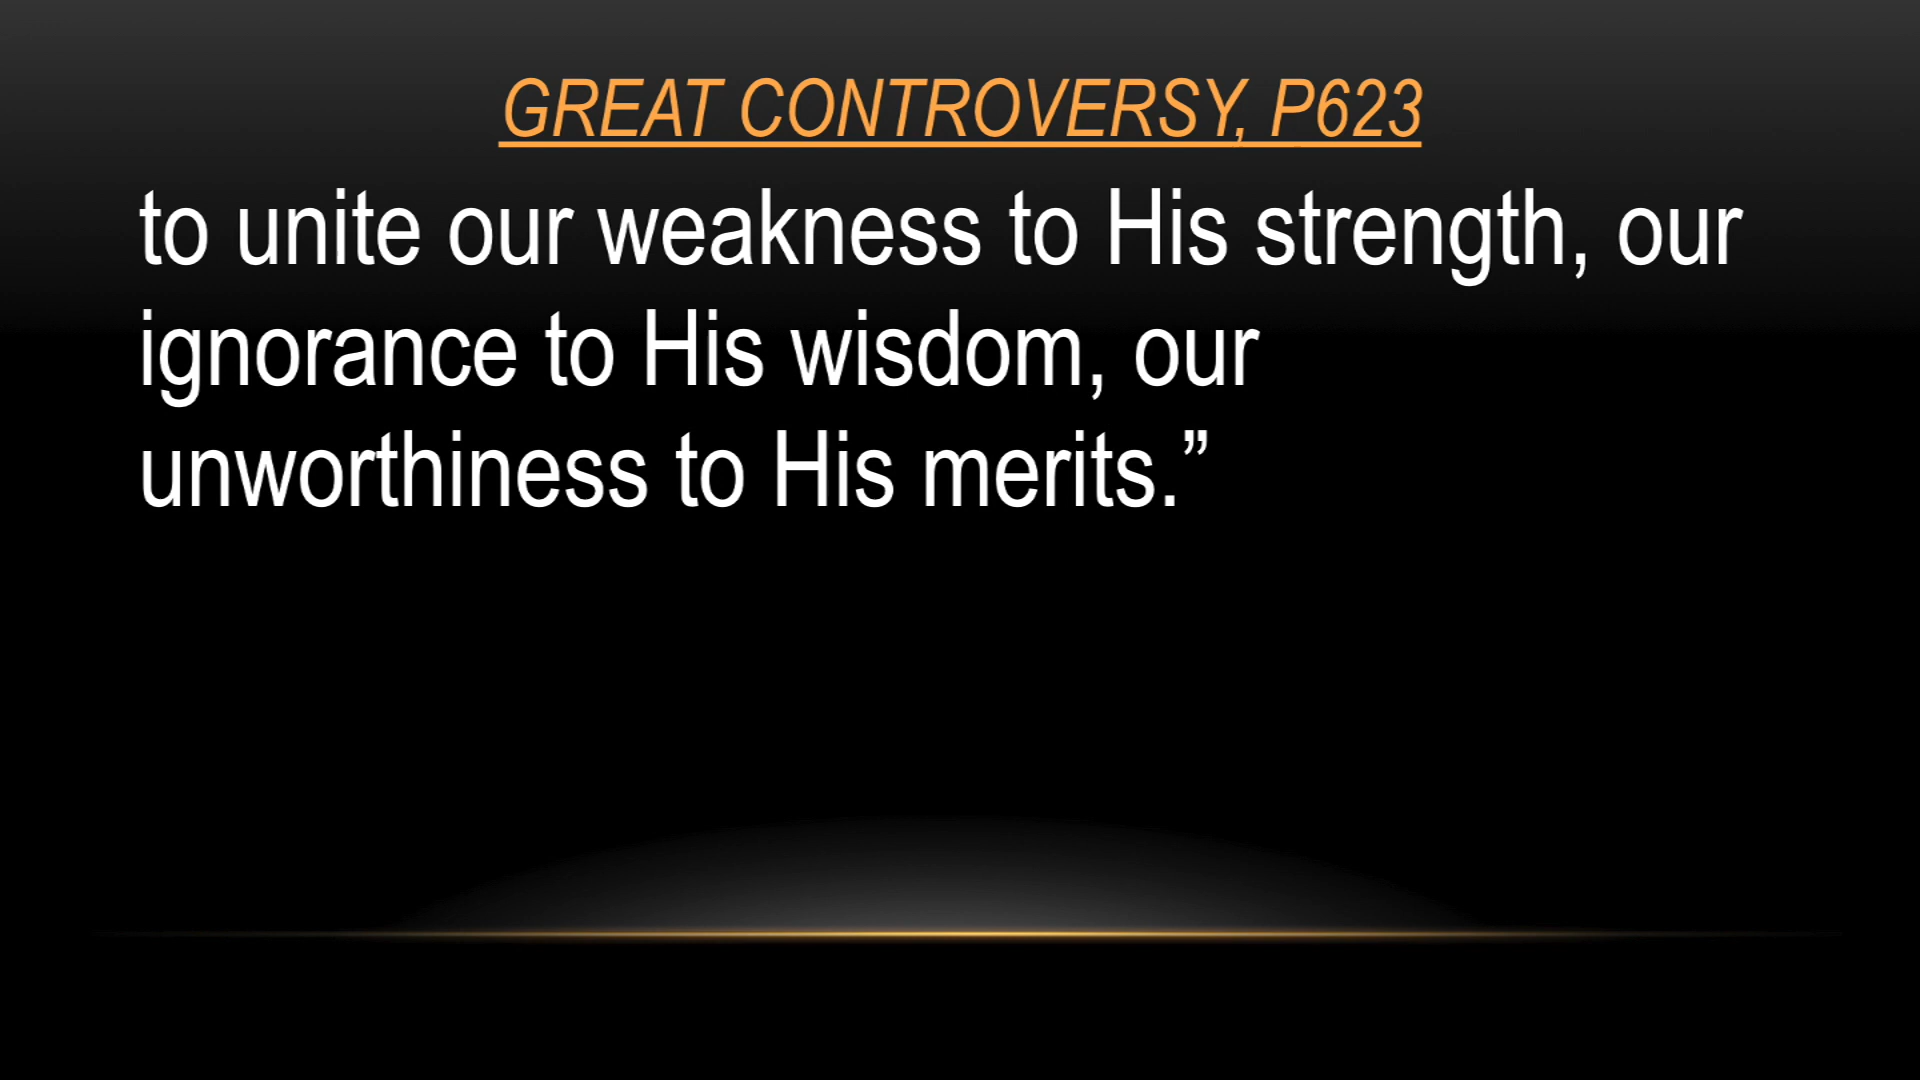 GREAT CONTROVERSY, P623
to unite our weakness to His strength, our
ignorance to His wisdom, our
unworthiness to His merits.”